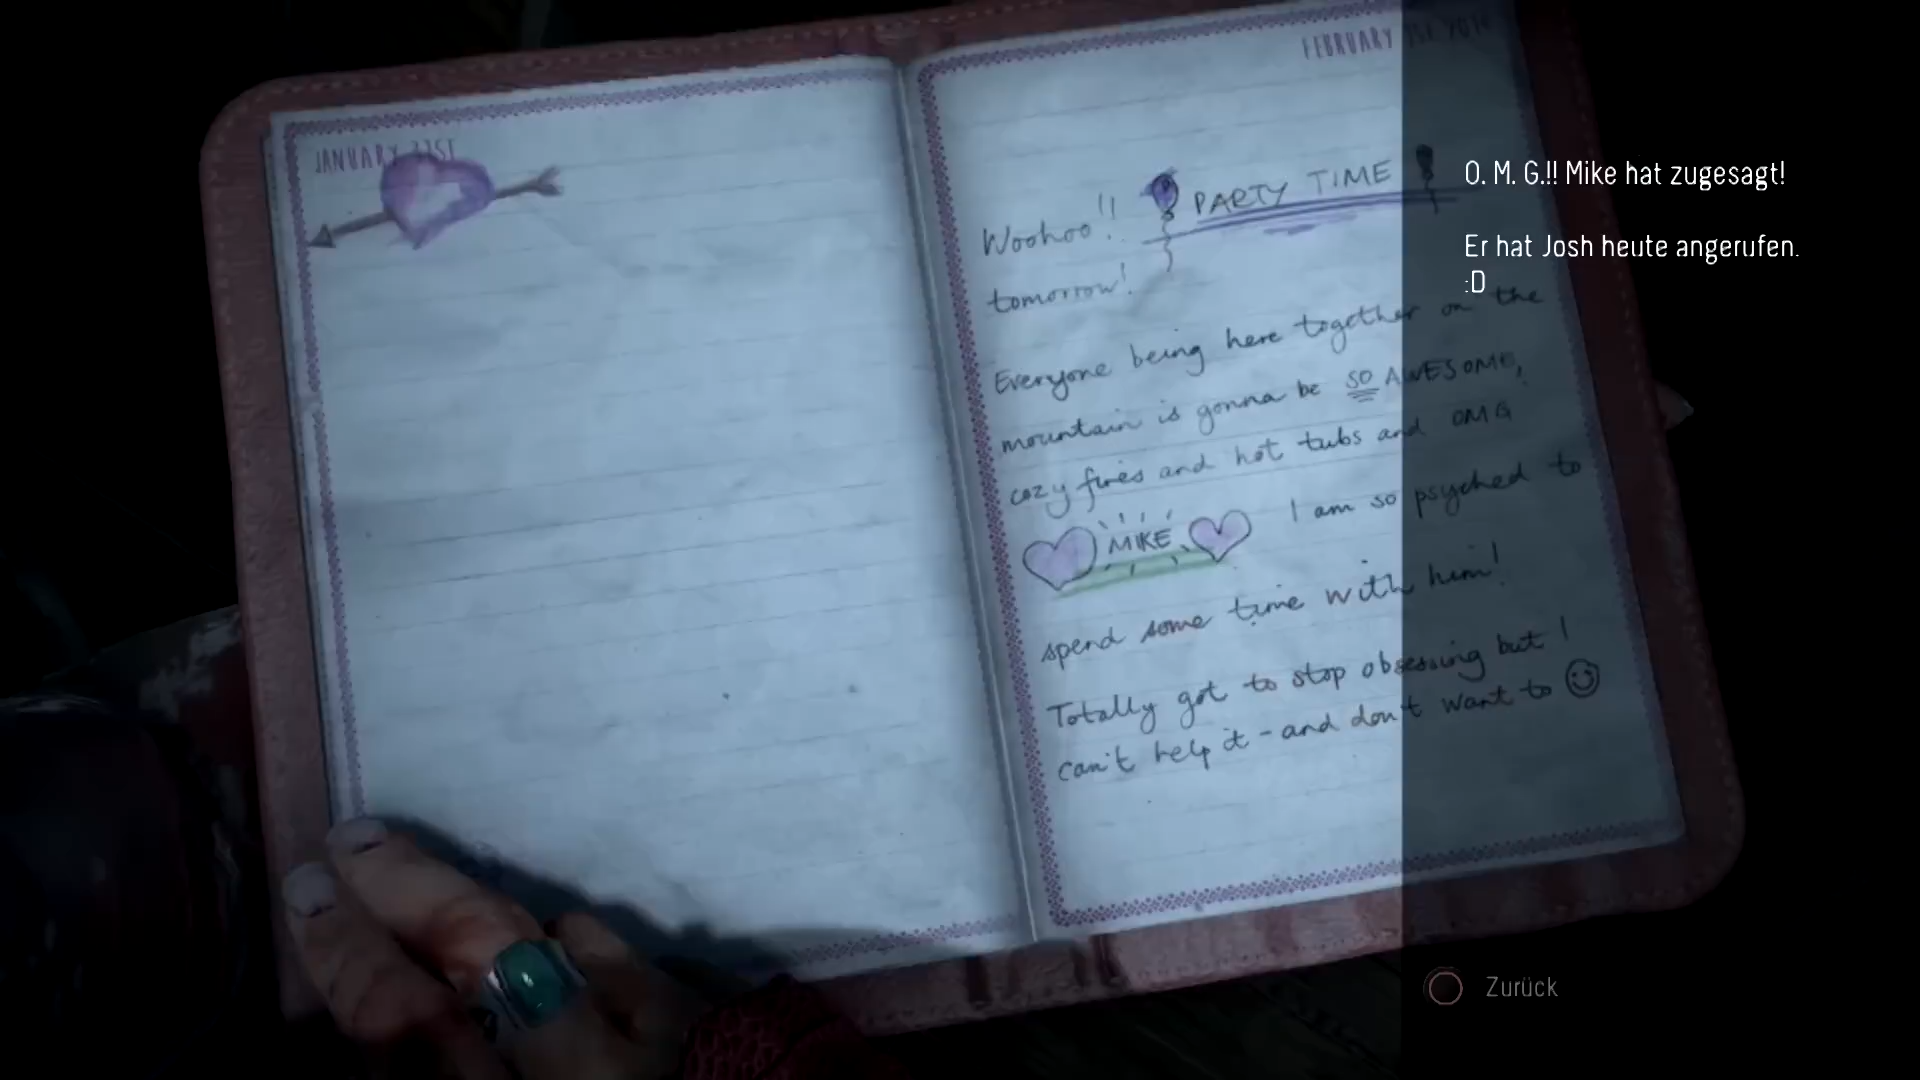 JANUARY 31ST
FEBRUARY 1ST 2014
Woohoo!! PARTY TIME
tomorrow!
Everyone being here together on the
mountain is gonna be SO AWESOME,
cozy fires and hot tubs and OMG
MIKE I am so psyched to
spend some time with him!
Totally got to stop obsessing but I
can't help it - and don't want to ☺
O. M. G.!! Mike hat zugesagt!
Er hat Josh heute angerufen.
:D
Zurück